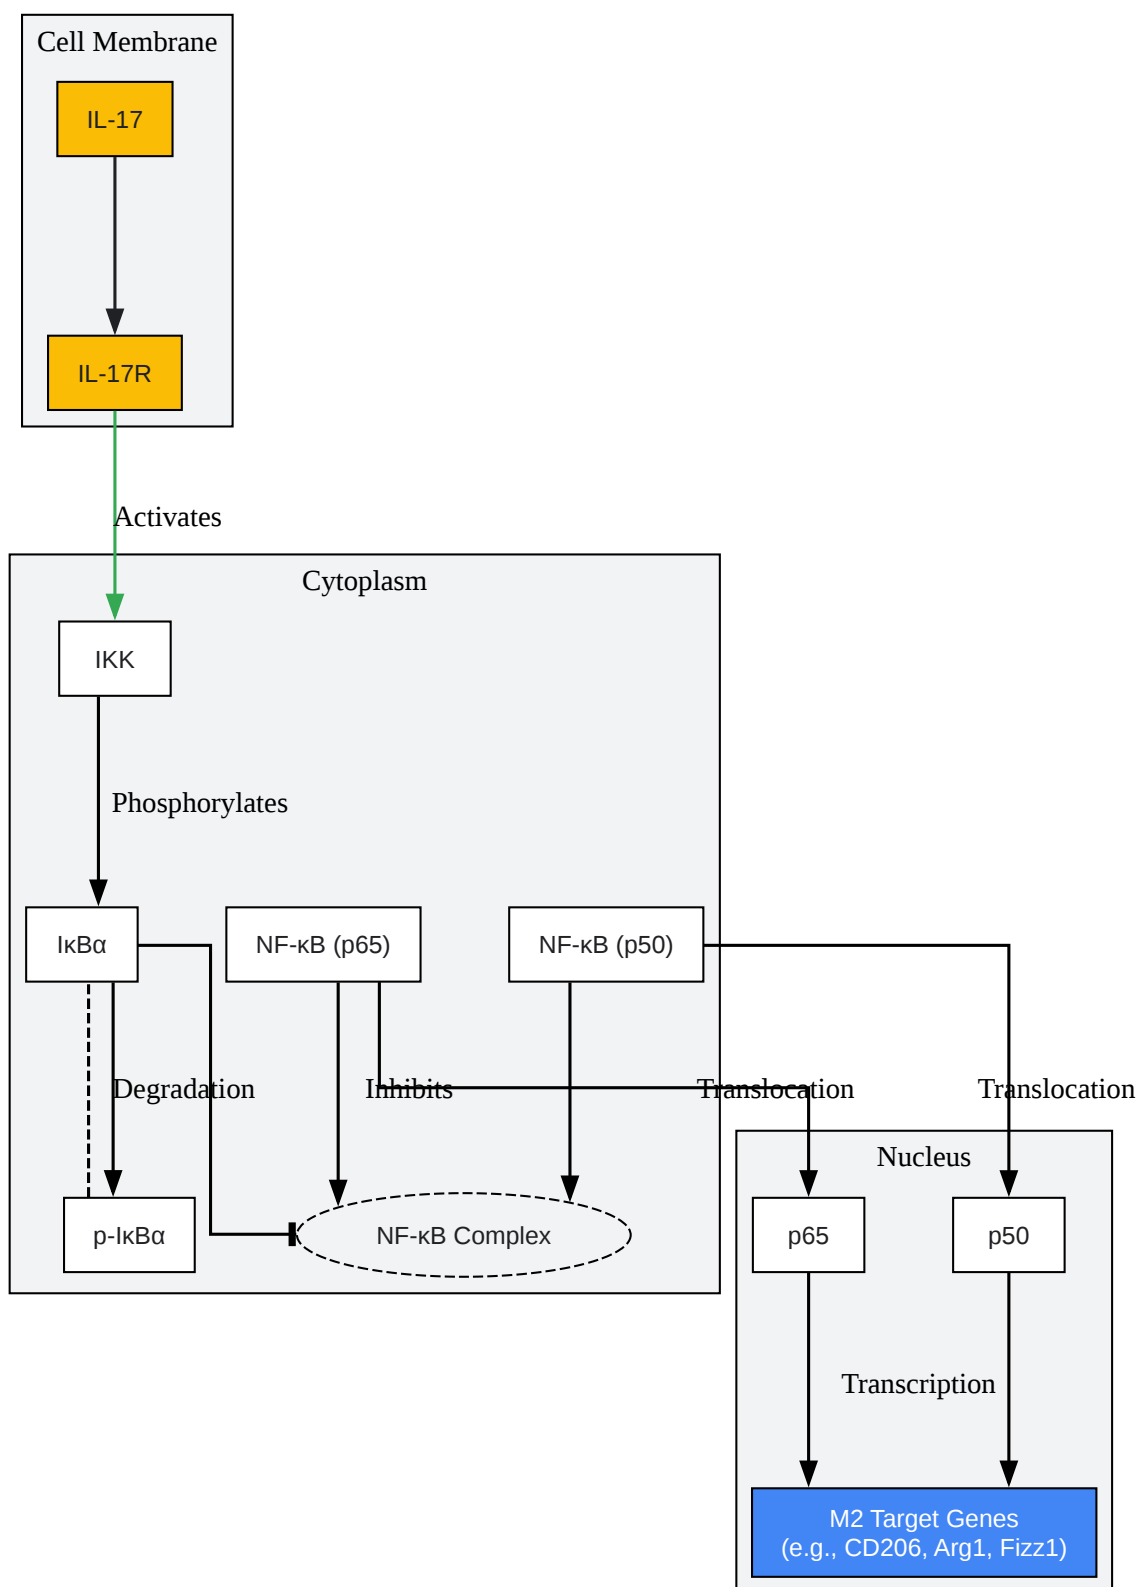 Cell Membrane
IL-17
IL-17R
Activates
Cytoplasm
IKK
Phosphorylates
IκBα
NF-κB (p65)
NF-κB (p50)
Degradation
Inhibits
Translocation
Translocation
Nucleus
p-IκBα
NF-κB Complex
p65
p50
Transcription
M2 Target Genes
(e.g., CD206, Arg1, Fizz1)